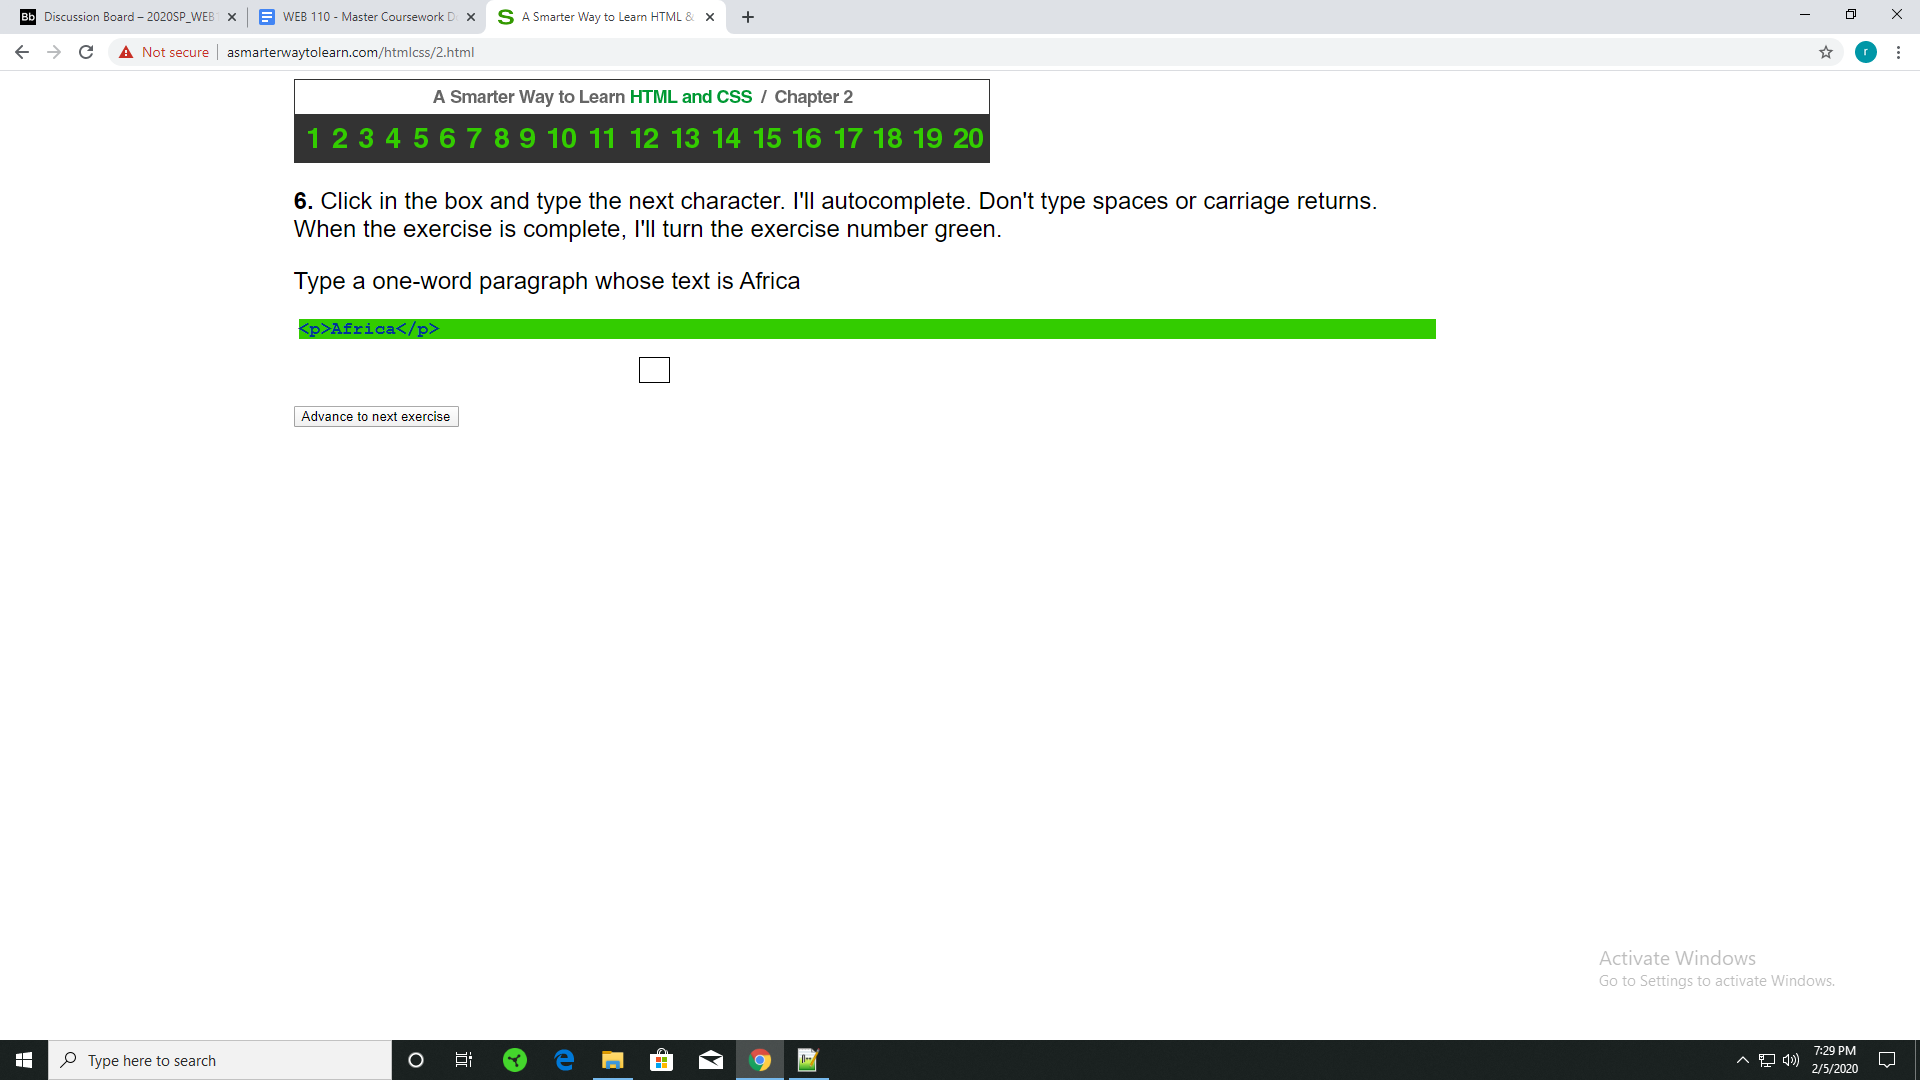 Bb Discussion Board – 2020SP_WEB
WEB 110 - Master Coursework D
S A Smarter Way to Learn HTML &
Not secure asmarterwaytolearn.com/htmlcss/2.html
r
A Smarter Way to Learn HTML and CSS / Chapter 2
1 2 3 4 5 6 7 8 9 10 11 12 13 14 15 16 17 18 19 20
6. Click in the box and type the next character. I'll autocomplete. Don't type spaces or carriage returns.
When the exercise is complete, I'll turn the exercise number green.
Type a one-word paragraph whose text is Africa
<p>Africa</p>
Advance to next exercise
Activate Windows
Go to Settings to activate Windows.
Type here to search
7:29 PM
2/5/2020